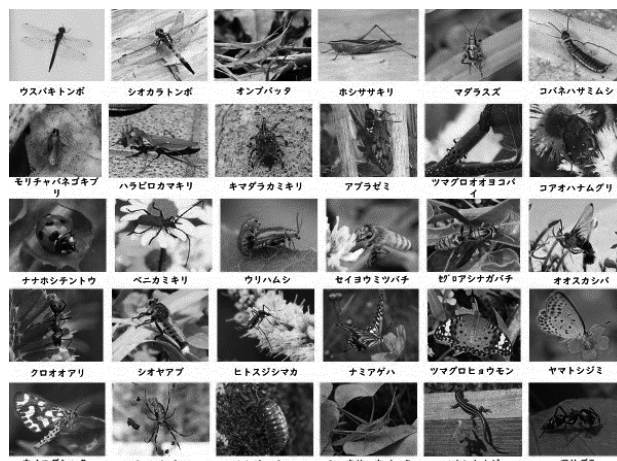 ウスバキトンボ シオカラトンボ オンブバッタ ホシササキリ マダラスズ コバネハサミムシ
モリチャバネゴキブリ ハラビロカマキリ キマダラカミキリ アブラゼミ ツマグロオオヨコバイ コアオハナムグリ
ナナホシテントウ ベニカミキリ ウリハムシ セイヨウミツバチ セグロアシナガバチ オオスカシバ
クロオオアリ シオヤアブ ヒトスジシマカ ナミアゲハ ツマグロヒョウモン ヤマトシジミ